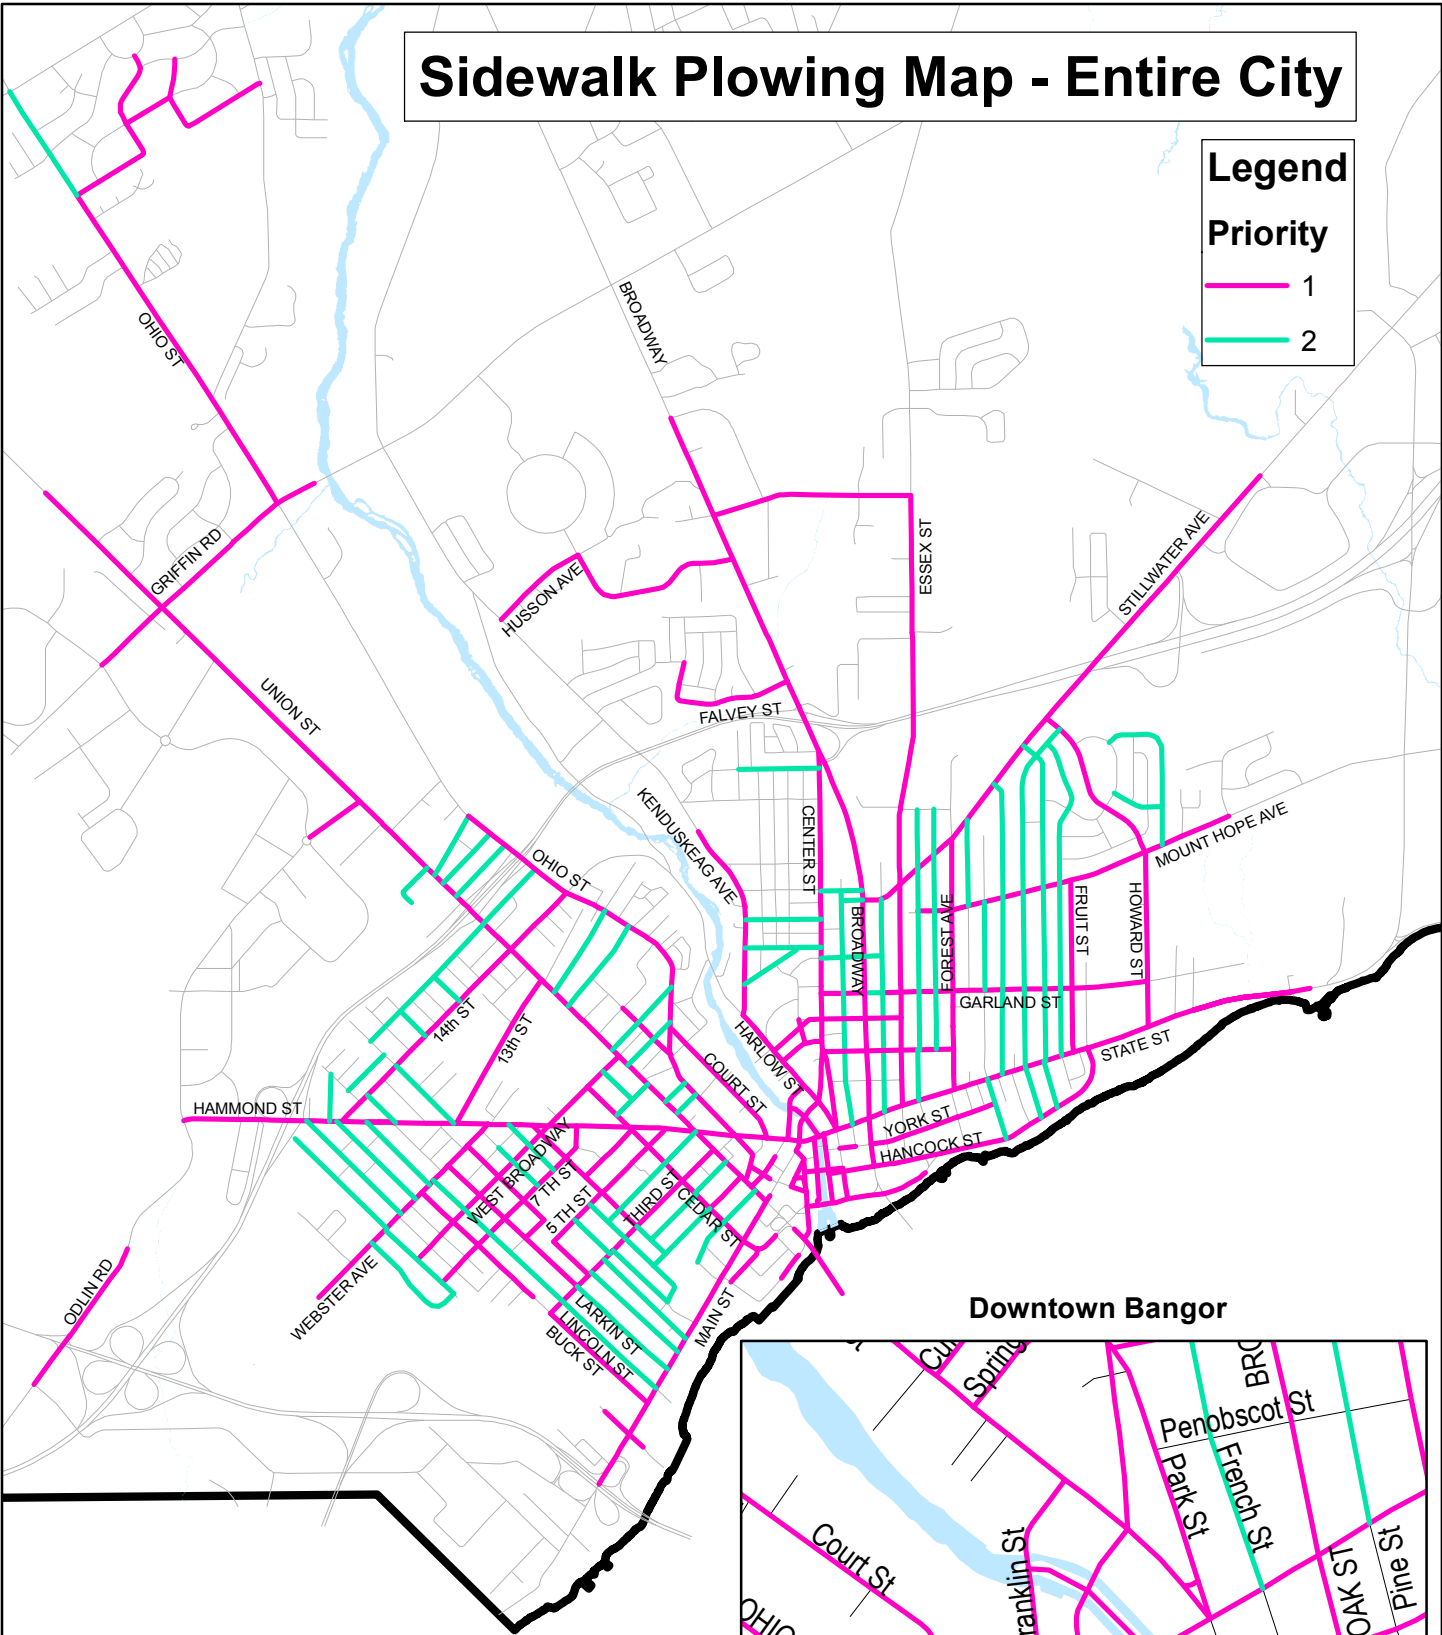 Sidewalk Plowing Map - Entire City
Legend
Priority
1
2
BROADWAY
OHIO ST
ESSEX ST
STILLWATER AVE
GRIFFIN RD
HUSSON AVE
UNION ST
FALVEY ST
KENDUSKEAG AVE
CENTER ST
MOUNT HOPE AVE
OHIO ST
BROADWAY
FOREST AVE
FRUIT ST
HOWARD ST
GARLAND ST
14th ST
13th ST
HARLOW ST
COURT ST
STATE ST
HAMMOND ST
YORK ST
HANCOCK ST
WEST BROADWAY
7 TH ST
5 TH ST
THIRD ST
CEDAR ST
ODLIN RD
WEBSTER AVE
MAIN ST
LARKIN ST
LINCOLN ST
BUCK ST
Downtown Bangor
Spring
Penobscot St
Park St
French St
Court St
OAK ST
Pine St